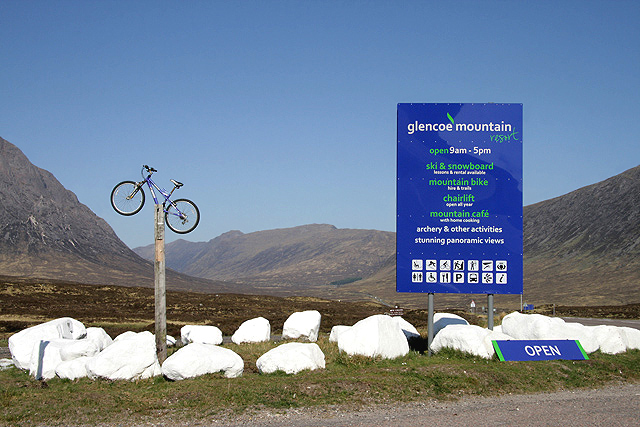 glencoe mountain
resort
open 9am - 5pm
ski & snowboard
lessons & rental available
mountain bike
hire & trails
chairlift
open all year
mountain café
with home cooking
archery & other activities
stunning panoramic views
P
OPEN